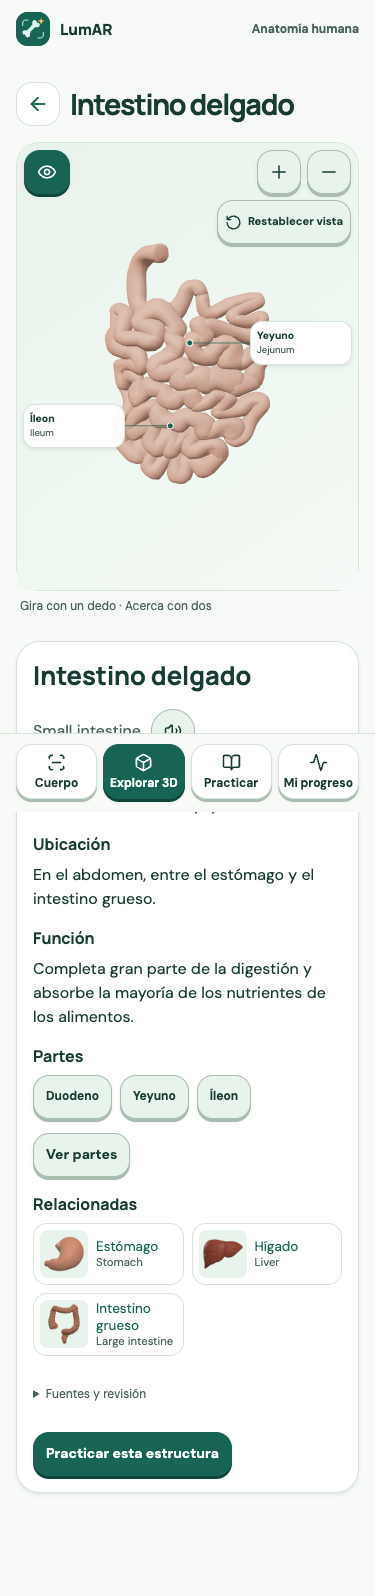 LumAR
Anatomía humana
Intestino delgado
Restablecer vista
Yeyuno
Jejunum
Íleon
Ileum
Gira con un dedo · Acerca con dos
Intestino delgado
Small intestine
Cuerpo
Explorar 3D
Practicar
Mi progreso
Ubicación
En el abdomen, entre el estómago y el
intestino grueso.
Función
Completa gran parte de la digestión y
absorbe la mayoría de los nutrientes de
los alimentos.
Partes
Duodeno
Yeyuno
Íleon
Ver partes
Relacionadas
Estómago
Stomach
Hígado
Liver
Intestino
grueso
Large intestine
Fuentes y revisión
Practicar esta estructura